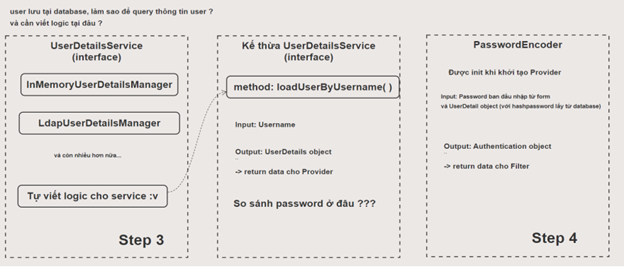 user lưu tại database, làm sao để query thông tin user ?
và cần viết logic tại đâu ?
UserDetailsService
(interface)
InMemoryUserDetailsManager
LdapUserDetailsManager
và còn nhiều hơn nữa...
Tự viết logic cho service :v
Step 3
Kế thừa UserDetailsService
(interface)
method: loadUserByUsername( )
Input: Username
Output: UserDetails object
-> return data cho Provider
So sánh password ở đâu ???
PasswordEncoder
Được init khi khởi tạo Provider
Input: Password ban đầu nhập từ form
và UserDetail object (với hashpassword lấy từ database)
Output: Authentication object
-> return data cho Filter
Step 4